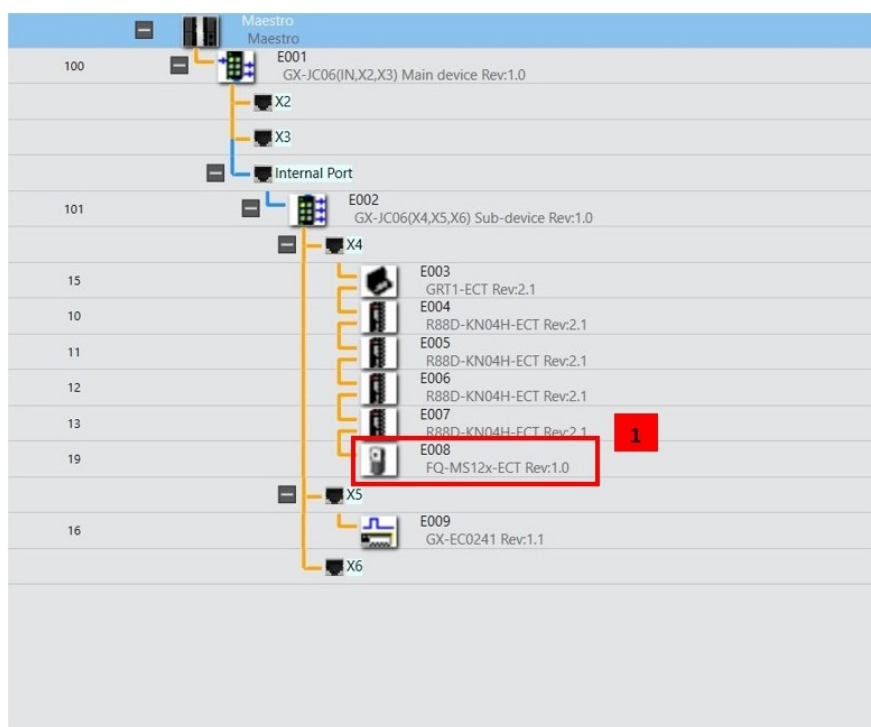 Maestro
Maestro
100
E001
GX-JC06(IN,X2,X3) Main device Rev:1.0
X2
X3
Internal Port
101
E002
GX-JC06(X4,X5,X6) Sub-device Rev:1.0
X4
15
E003
GRT1-ECT Rev:2.1
10
E004
R88D-KN04H-ECT Rev:2.1
11
E005
R88D-KN04H-ECT Rev:2.1
12
E006
R88D-KN04H-ECT Rev:2.1
13
E007
R88D-KN04H-ECT Rev:2.1
1
19
E008
FQ-MS12x-ECT Rev:1.0
X5
16
E009
GX-EC0241 Rev:1.1
X6